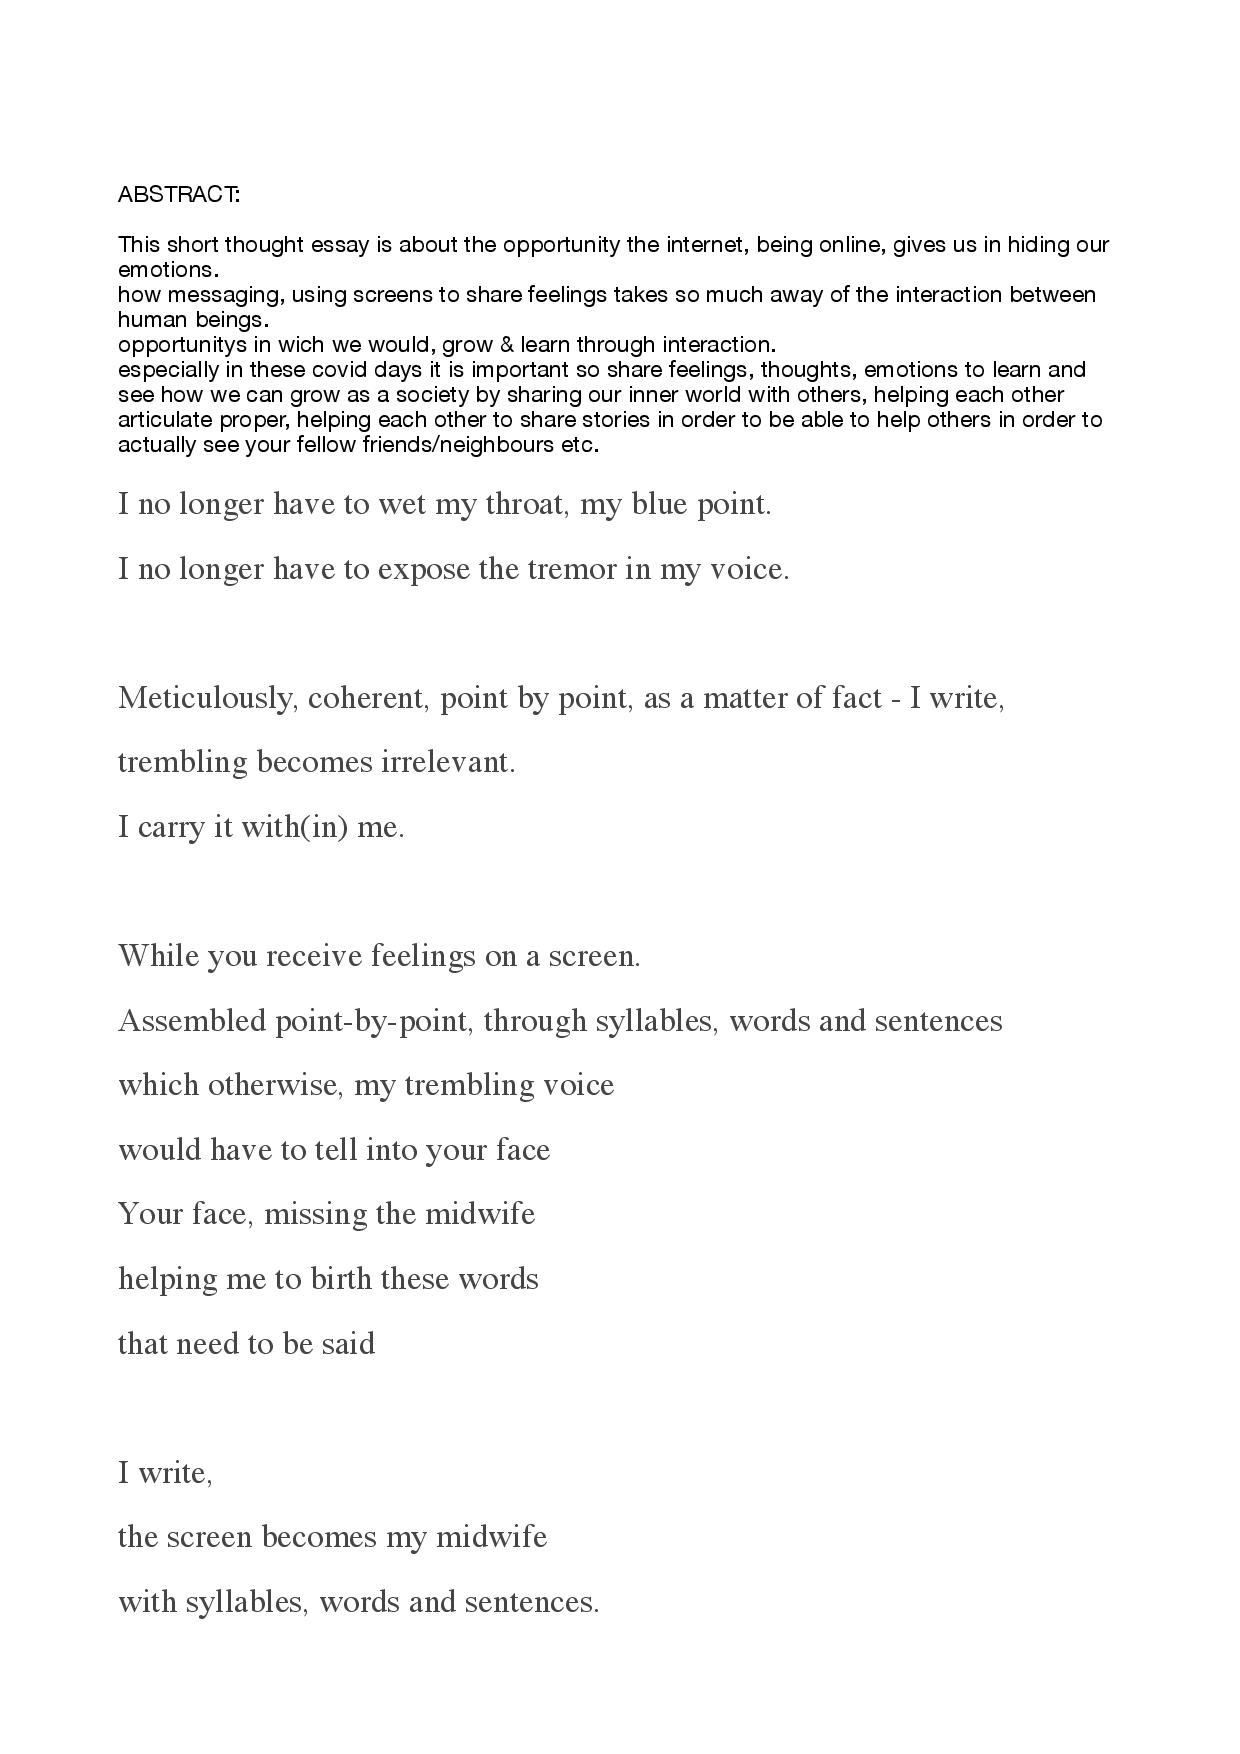 ABSTRACT:
This short thought essay is about the opportunity the internet, being online, gives us in hiding our
emotions.
how messaging, using screens to share feelings takes so much away of the interaction between
human beings.
opportunitys in wich we would, grow & learn through interaction.
especially in these covid days it is important so share feelings, thoughts, emotions to learn and
see how we can grow as a society by sharing our inner world with others, helping each other
articulate proper, helping each other to share stories in order to be able to help others in order to
actually see your fellow friends/neighbours etc.
I no longer have to wet my throat, my blue point.
I no longer have to expose the tremor in my voice.
Meticulously, coherent, point by point, as a matter of fact - I write,
trembling becomes irrelevant.
I carry it with(in) me.
While you receive feelings on a screen.
Assembled point-by-point, through syllables, words and sentences
which otherwise, my trembling voice
would have to tell into your face
Your face, missing the midwife
helping me to birth these words
that need to be said
I write,
the screen becomes my midwife
with syllables, words and sentences.